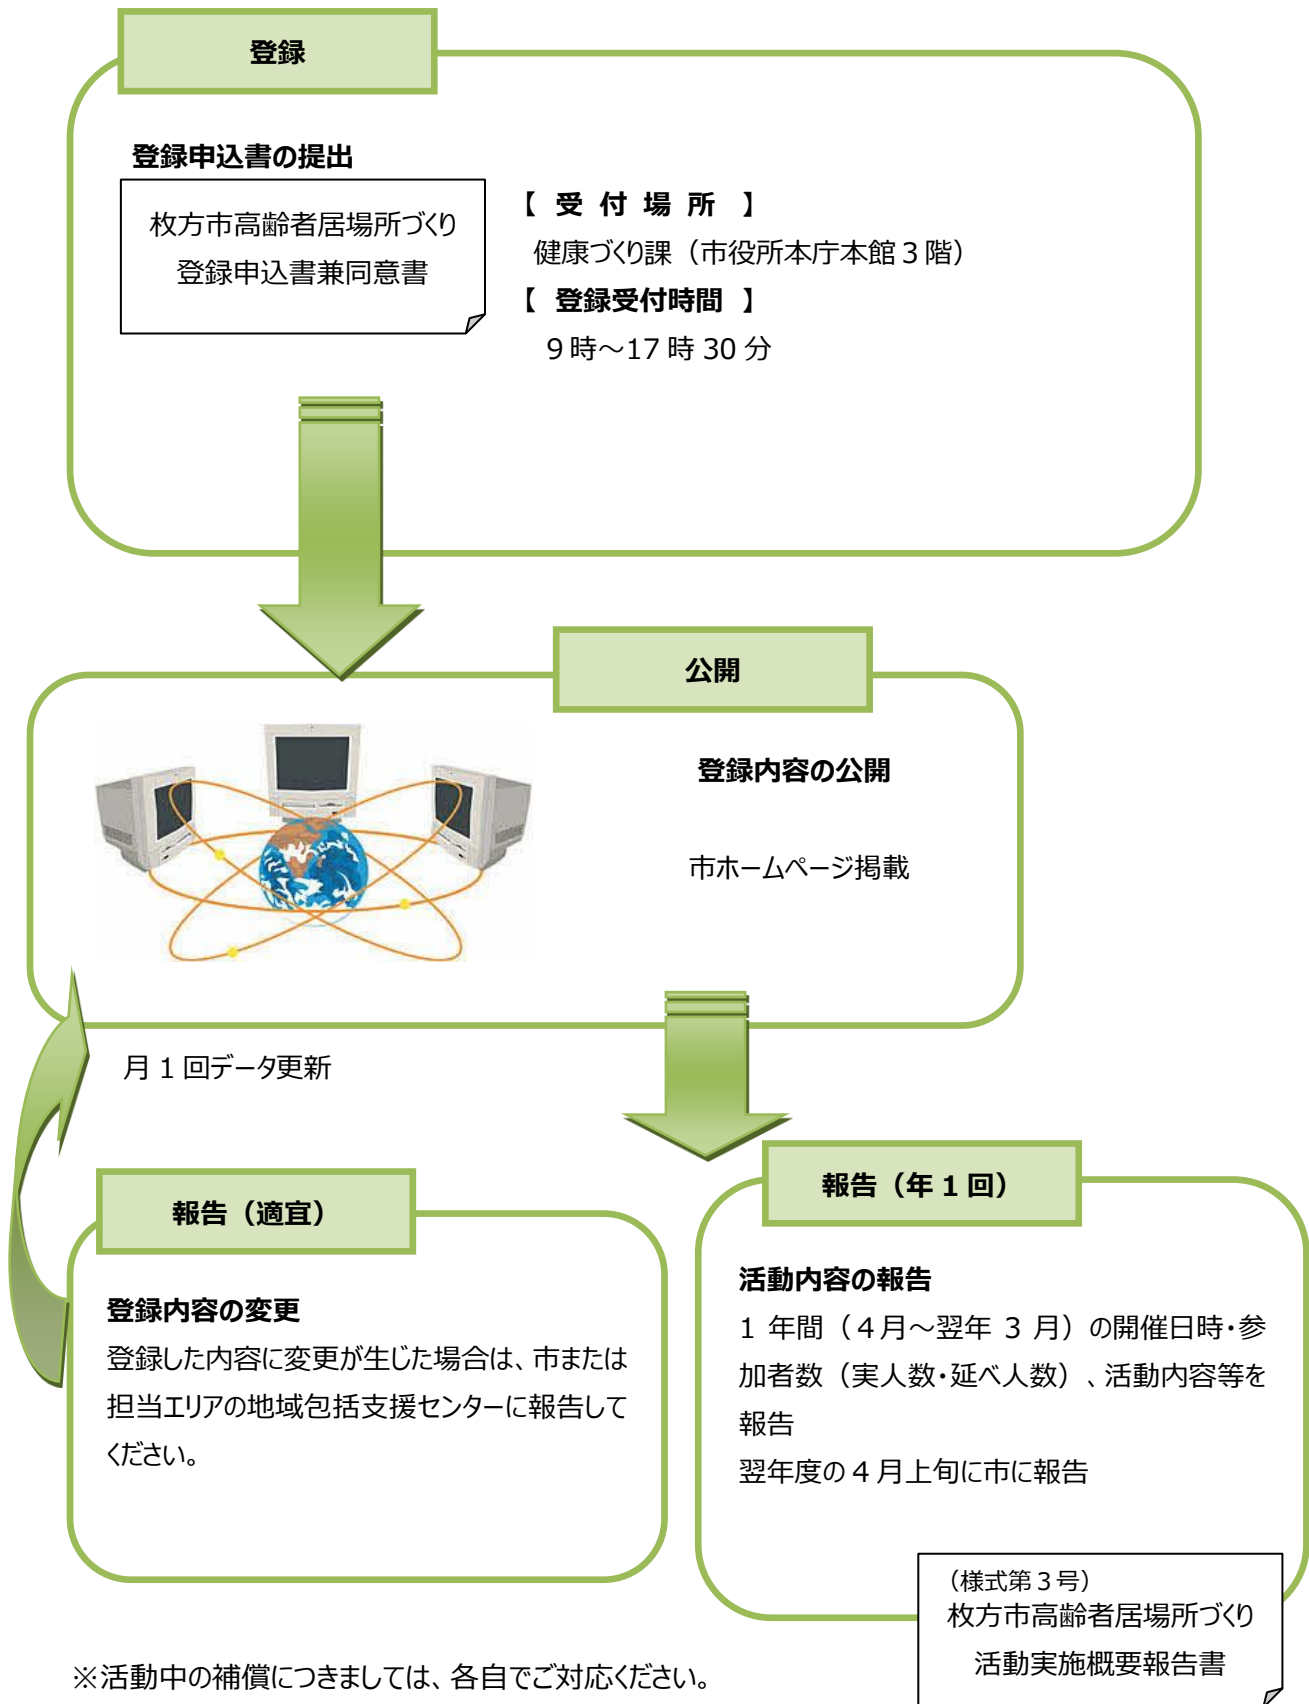 登録
登録申込書の提出
枚方市高齢者居場所づくり
登録申込書兼同意書
【 受 付 場 所 】
健康づくり課（市役所本庁本館３階）
【 登録受付時間 】
９時～17 時 30 分
公開
登録内容の公開
市ホームページ掲載
月 1 回データ更新
報告（適宜）
登録内容の変更
登録した内容に変更が生じた場合は、市または
担当エリアの地域包括支援センターに報告して
ください。
報告（年１回）
活動内容の報告
1 年間（４月～翌年 3 月）の開催日時・参
加者数（実人数・延べ人数）、活動内容等を
報告
翌年度の４月上旬に市に報告
（様式第３号）
枚方市高齢者居場所づくり
活動実施概要報告書
※活動中の補償につきましては、各自でご対応ください。